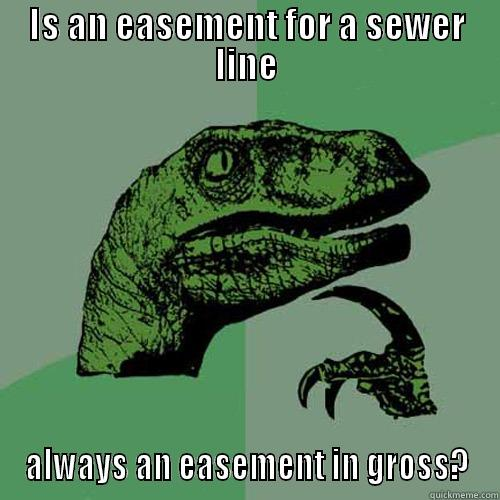 Is an easement for a sewer
line
always an easement in gross?
quickmeme.com